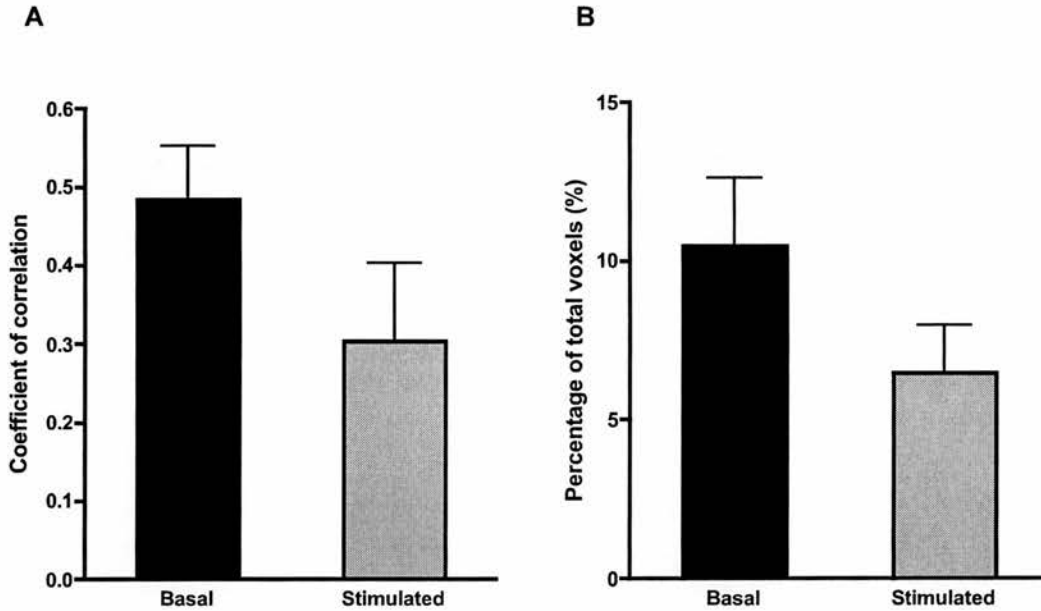 A
Coefficient of correlation
0.6
0.5
0.4
0.3
0.2
0.1
0.0
Basal
Stimulated
B
Percentage of total voxels (%)
15
10
5
0
Basal
Stimulated